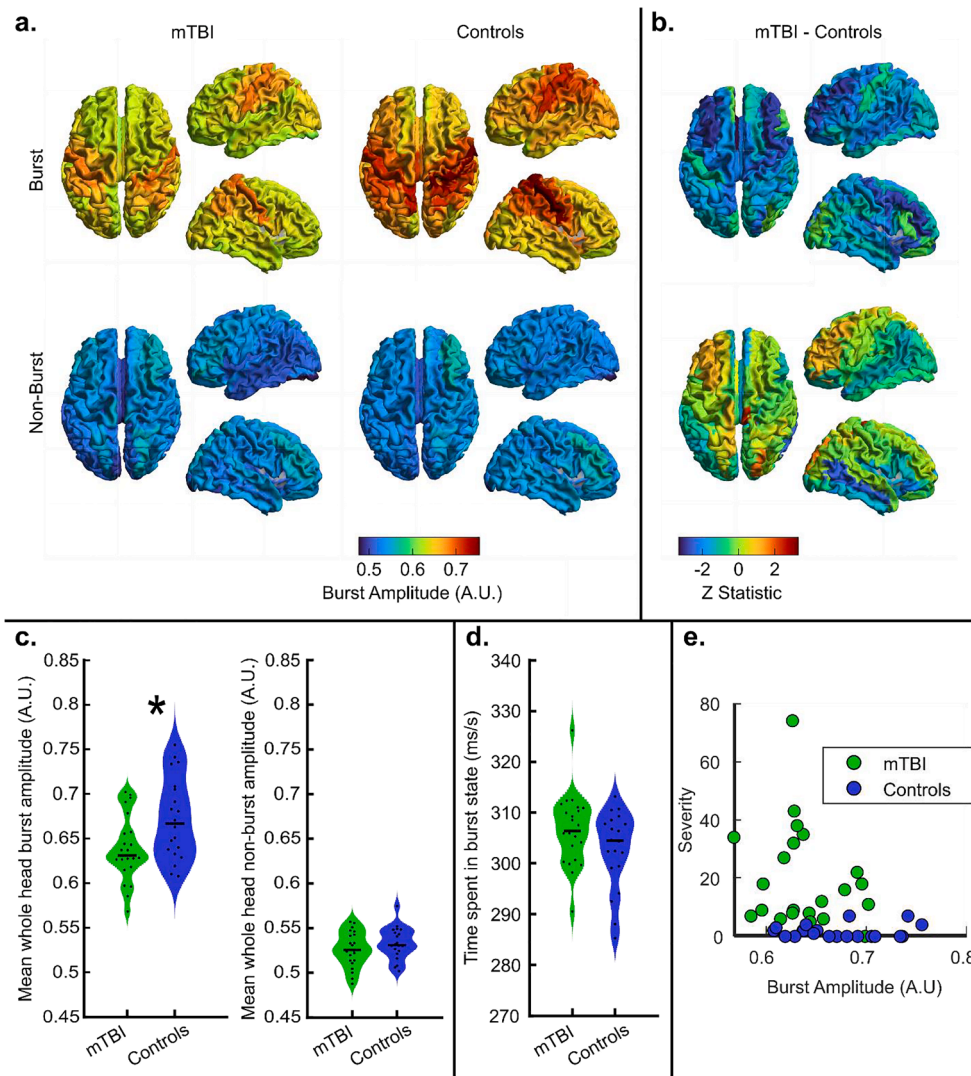 a.
mTBI
Controls
b.
mTBI - Controls
Burst
Non-Burst
0.5 0.6 0.7
Burst Amplitude (A.U.)
-2 0 2
Z Statistic
c.
Mean whole head burst amplitude (A.U.)
0.85
0.8
0.75
0.7
0.65
0.6
0.55
0.5
0.45
*
mTBI
Controls
Mean whole head non-burst amplitude (A.U.)
0.85
0.8
0.75
0.7
0.65
0.6
0.55
0.5
0.45
mTBI
Controls
d.
Time spent in burst state (ms/s)
340
330
320
310
300
290
280
270
mTBI
Controls
e.
Severity
80
60
40
20
0
mTBI
Controls
0.6 0.7 0.8
Burst Amplitude (A.U)